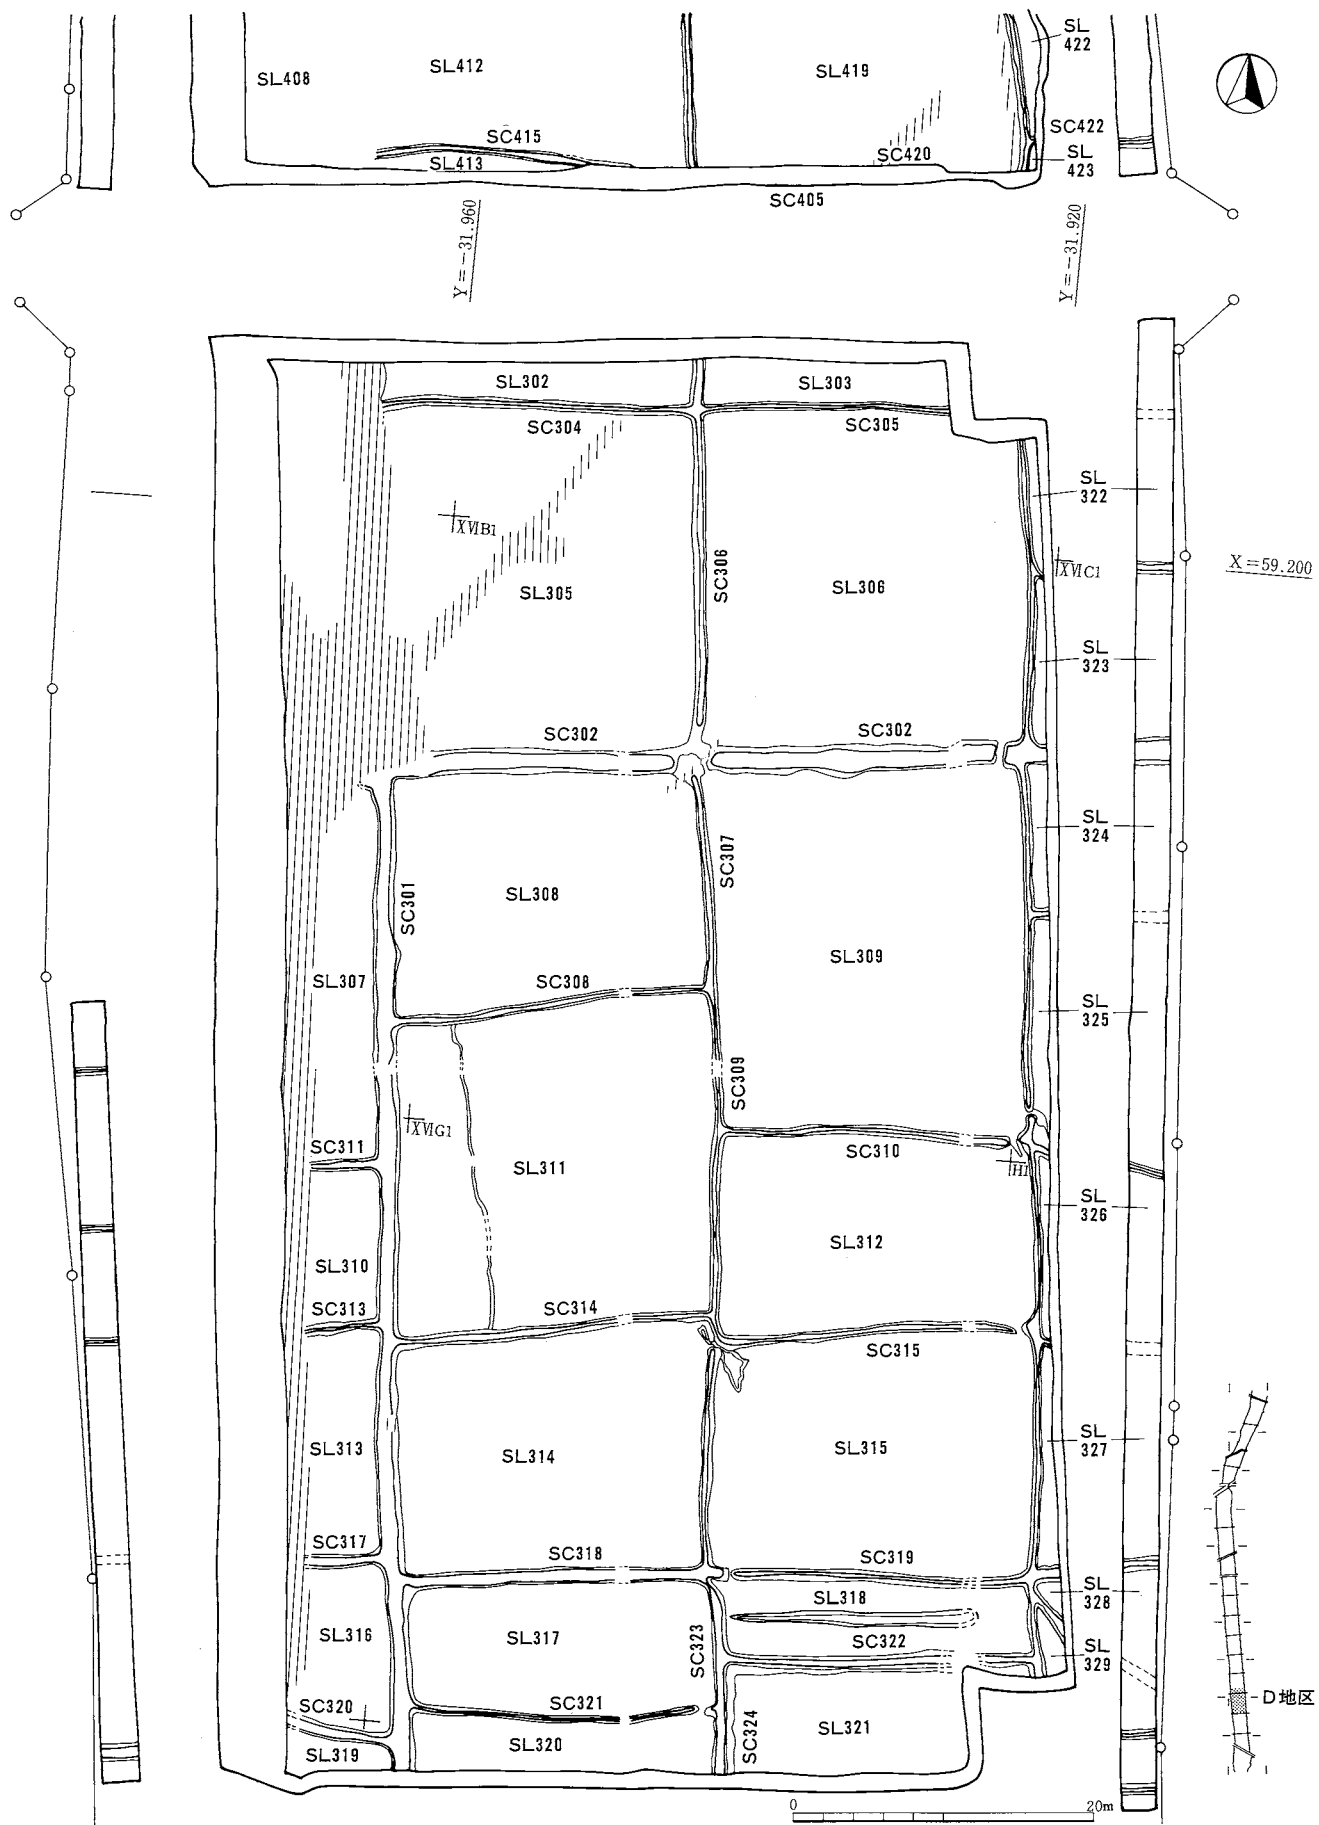 SL
422
SL408
SL412
SL419
SC415
SC422
SL413
SC420
SL
423
SC405
Y=-31.960
Y=-31.920
SL302
SL303
SC304
SC305
SL
322
XⅥB1
XⅥC1
X=59.200
SC306
SL305
SL306
SL
323
SC302
SC302
SL
324
SC307
SC301
SL308
SL309
SL307
SC308
SL
325
SC309
XⅥG1
SC311
SC310
SL311
H1
SL
326
SL310
SL312
SC313
SC314
SC315
SL313
SL314
SL315
SL
327
SC317
SC318
SC319
SL318
SL
328
SL316
SL317
SC323
SC322
SL
329
SC320
SC321
SC324
SL321
SL319
SL320
D地区
0
20m